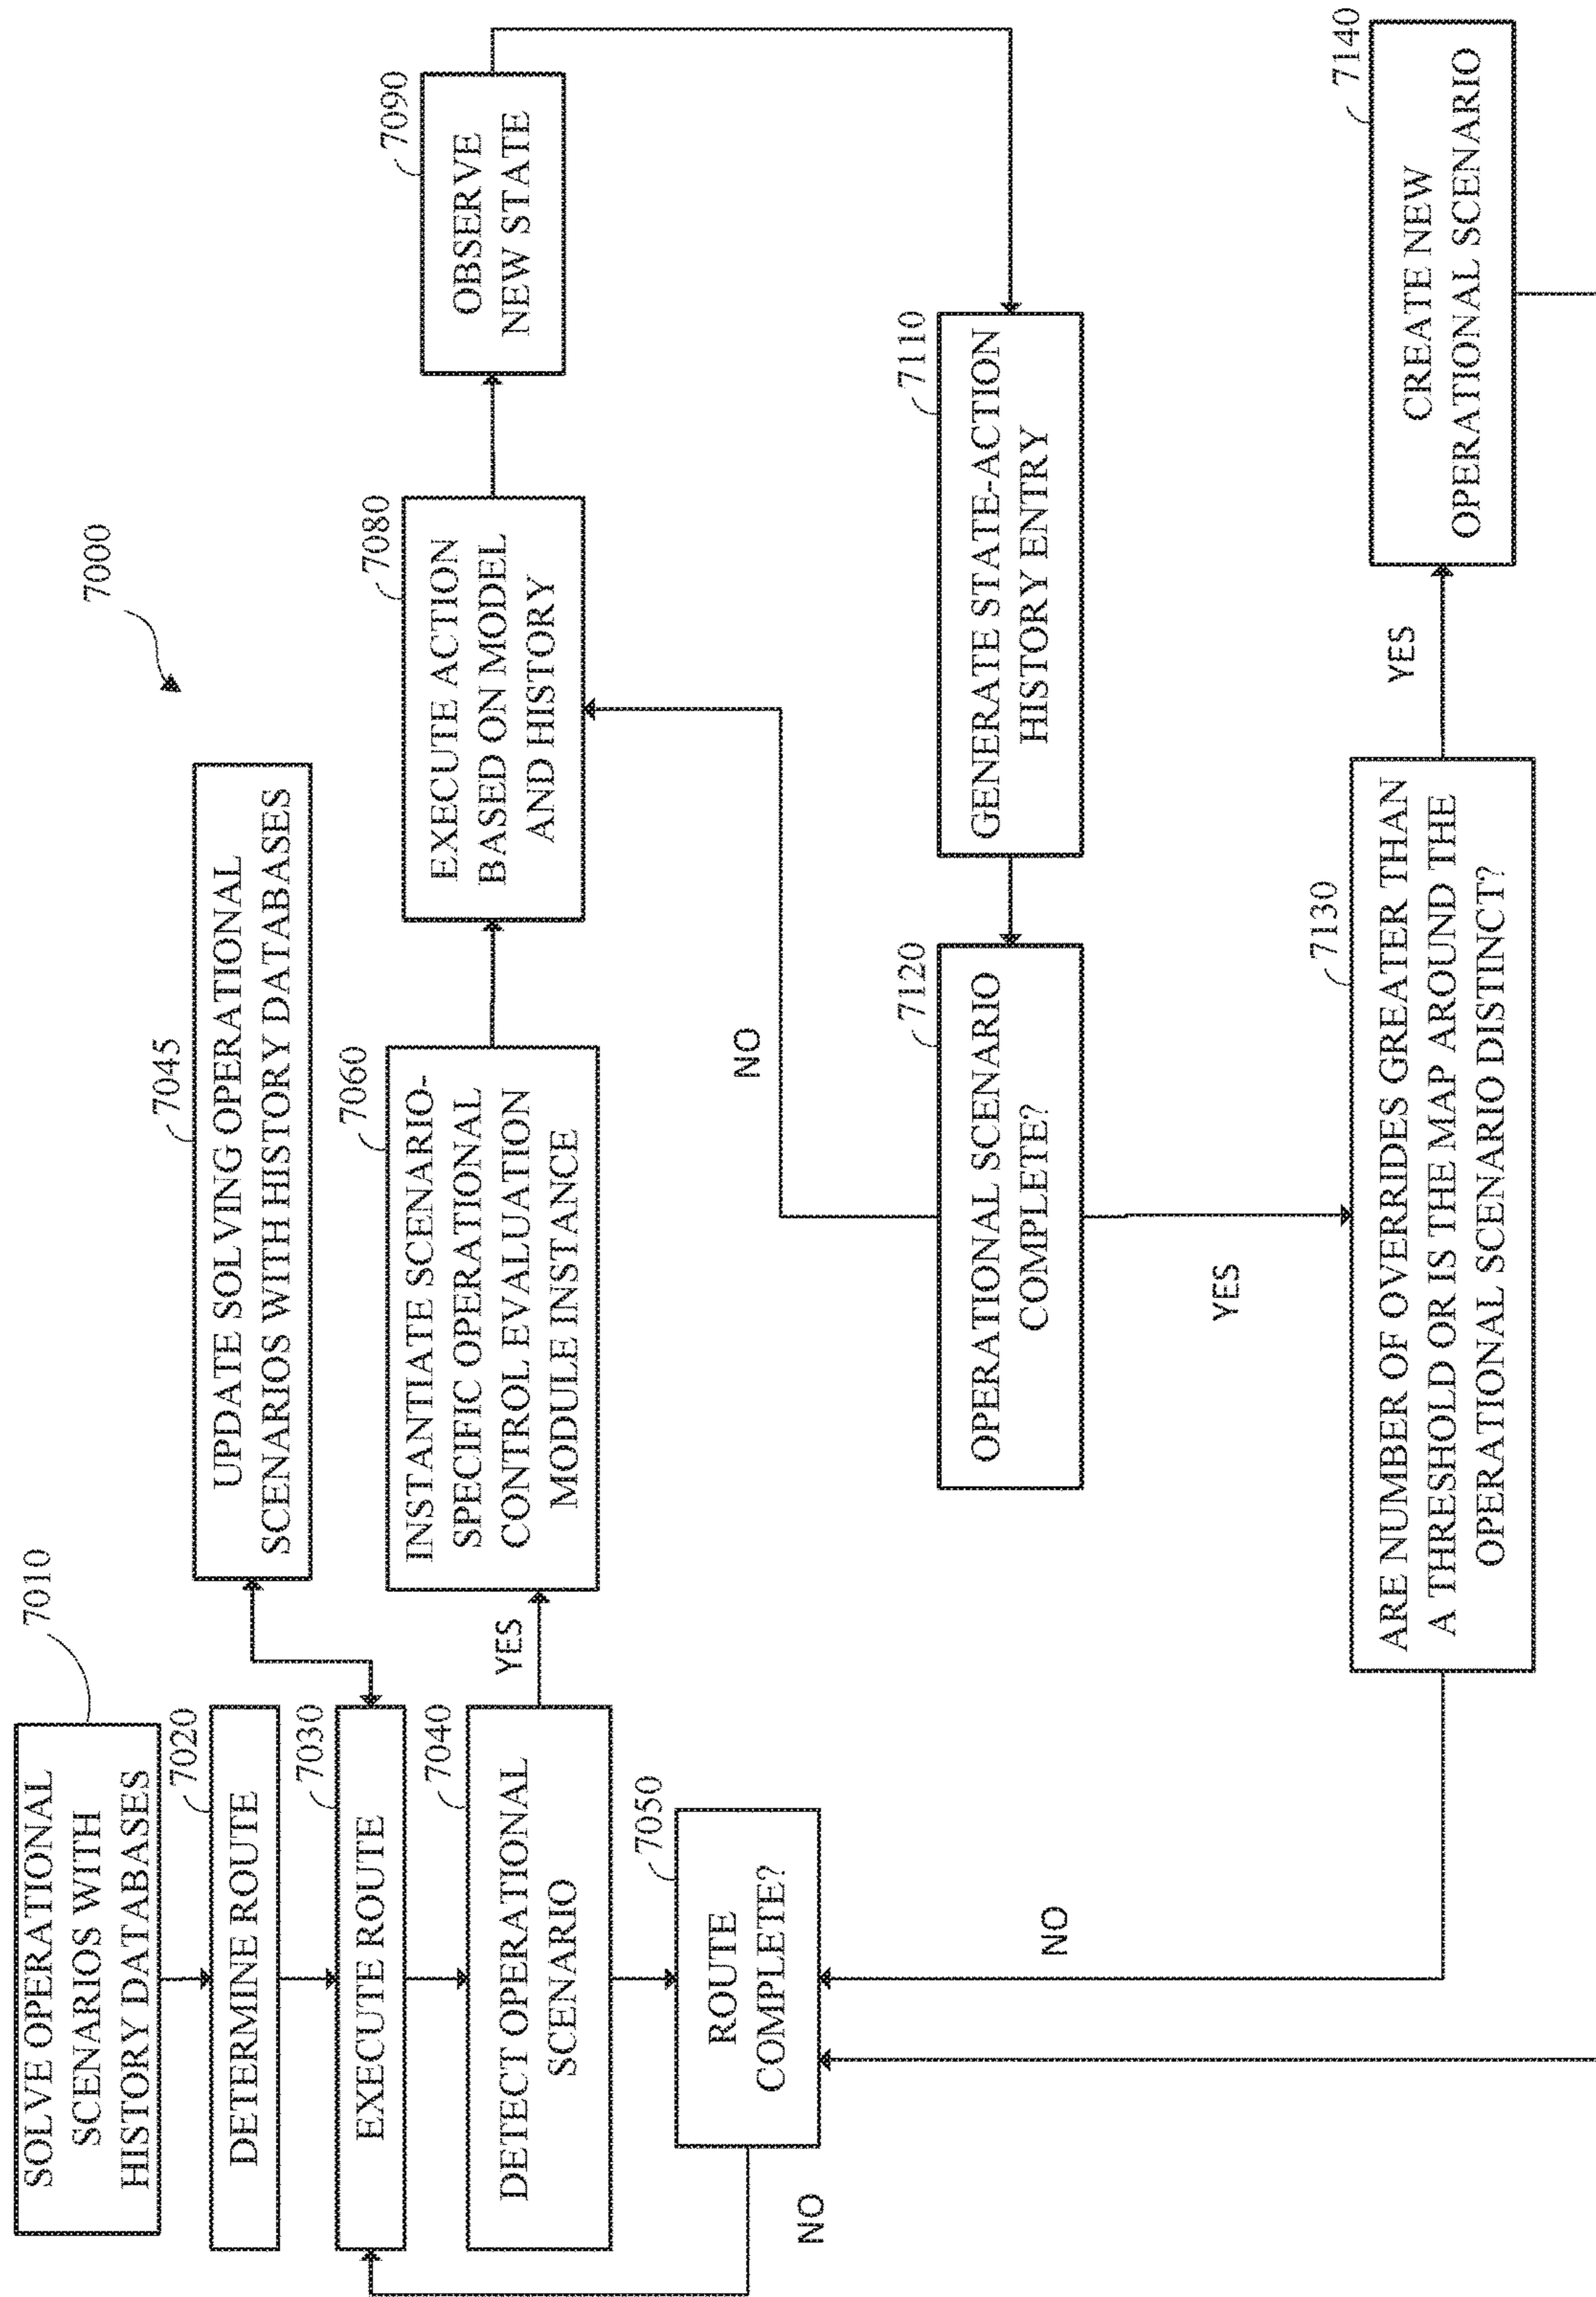 7000
7010
SOLVE OPERATIONAL
SCENARIOS WITH
HISTORY DATABASES
7020
DETERMINE ROUTE
7030
EXECUTE ROUTE
7045
UPDATE SOLVING OPERATIONAL
SCENARIOS WITH HISTORY DATABASES
7040
DETECT OPERATIONAL
SCENARIO
YES
7060
INSTANTIATE SCENARIO-
SPECIFIC OPERATIONAL
CONTROL EVALUATION
MODULE INSTANCE
7080
EXECUTE ACTION
BASED ON MODEL
AND HISTORY
7090
OBSERVE
NEW STATE
7050
ROUTE
COMPLETE?
NO
NO
7120
OPERATIONAL SCENARIO
COMPLETE?
7110
GENERATE STATE-ACTION
HISTORY ENTRY
NO
YES
7130
ARE NUMBER OF OVERRIDES GREATER THAN
A THRESHOLD OR IS THE MAP AROUND THE
OPERATIONAL SCENARIO DISTINCT?
YES
7140
CREATE NEW
OPERATIONAL SCENARIO